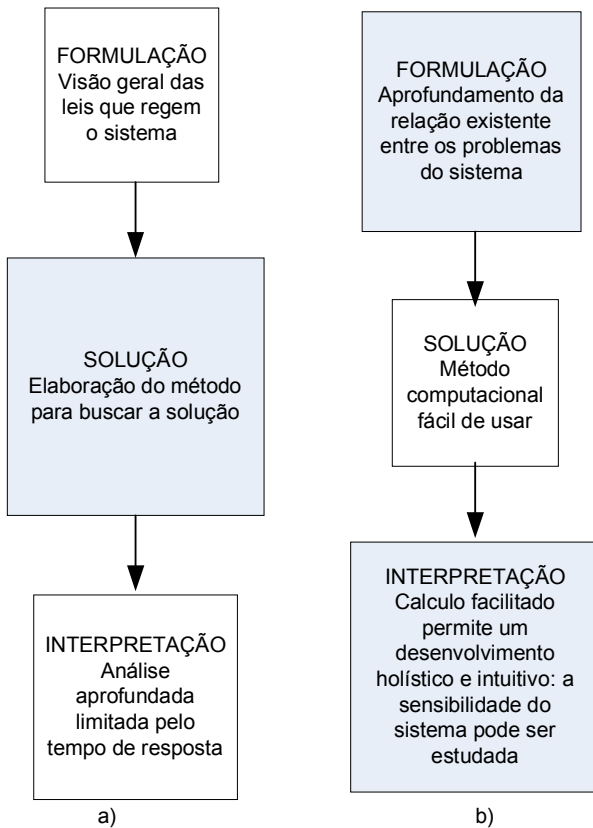 FORMULAÇÃO
Visão geral das
leis que regem
o sistema
SOLUÇÃO
Elaboração do método
para buscar a solução
INTERPRETAÇÃO
Análise
aprofundada
limitada pelo
tempo de resposta
a)
FORMULAÇÃO
Aprofundamento da
relação existente
entre os problemas
do sistema
SOLUÇÃO
Método
computacional
fácil de usar
INTERPRETAÇÃO
Calculo facilitado
permite um
desenvolvimento
holístico e intuitivo: a
sensibilidade do
sistema pode ser
estudada
b)